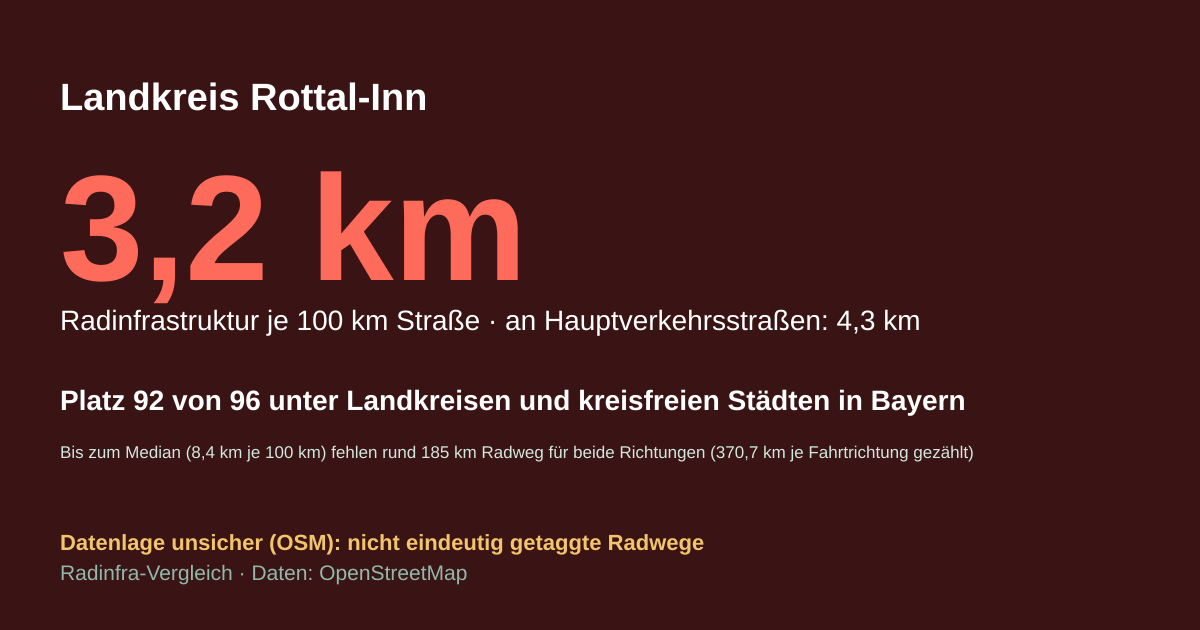 Landkreis Rottal-Inn
3,2 km
Radinfrastruktur je 100 km Straße · an Hauptverkehrsstraßen: 4,3 km
Platz 92 von 96 unter Landkreisen und kreisfreien Städten in Bayern
Bis zum Median (8,4 km je 100 km) fehlen rund 185 km Radweg für beide Richtungen (370,7 km je Fahrtrichtung gezählt)
Datenlage unsicher (OSM): nicht eindeutig getaggte Radwege
Radinfra-Vergleich · Daten: OpenStreetMap